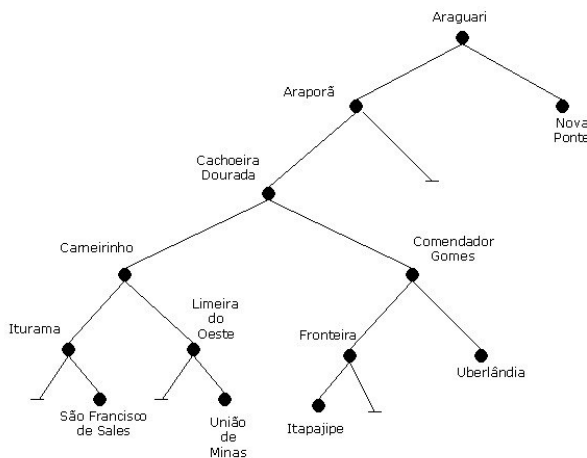 Araguari
Araporã
Nova
Ponte
Cachoeira
Dourada
Carneirinho
Comendador
Gomes
Iturama
Limeira
do
Oeste
Fronteira
Uberlândia
São Francisco
de Sales
União
de
Minas
Itapajipe